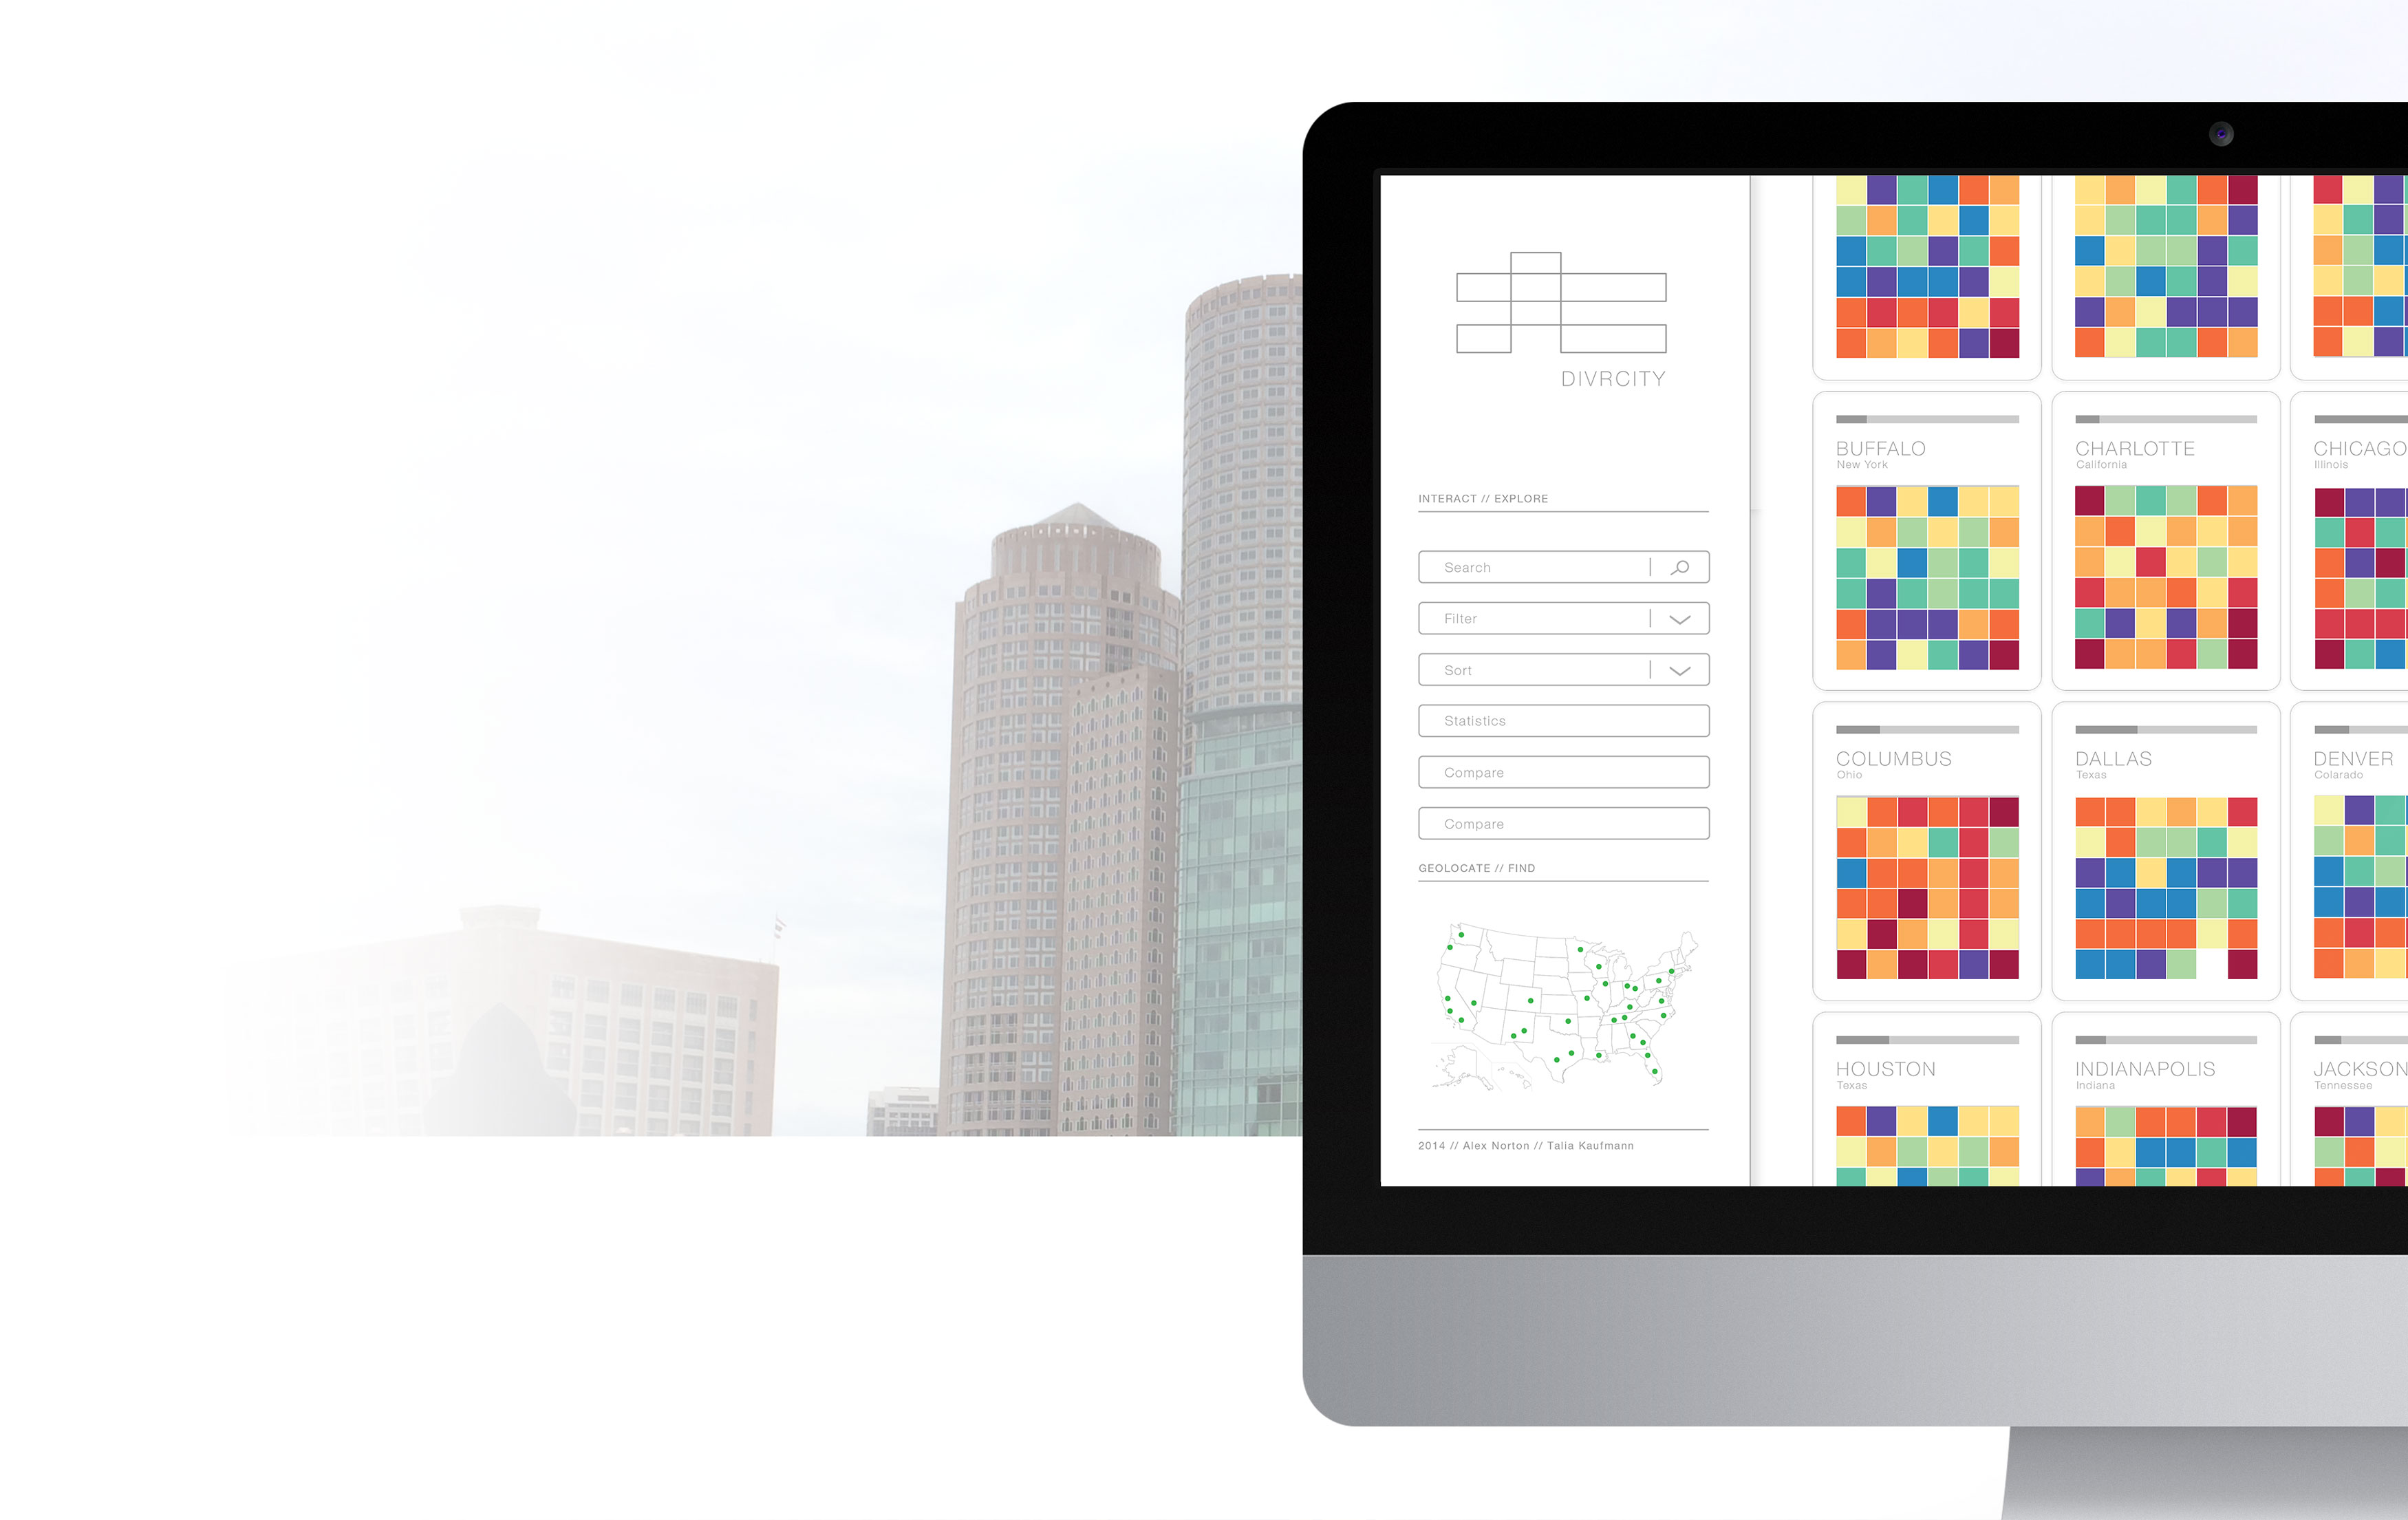 DIVRCITY
INTERACT // EXPLORE
Search
Filter
Sort
Statistics
Compare
Compare
GEOLOCATE // FIND
2014 // Alex Norton // Talia Kaufmann
BUFFALO
New York
CHARLOTTE
California
CHICAGO
Illinois
COLUMBUS
Ohio
DALLAS
Texas
DENVER
Colarado
HOUSTON
Texas
INDIANAPOLIS
Indiana
JACKSON
Tennessee